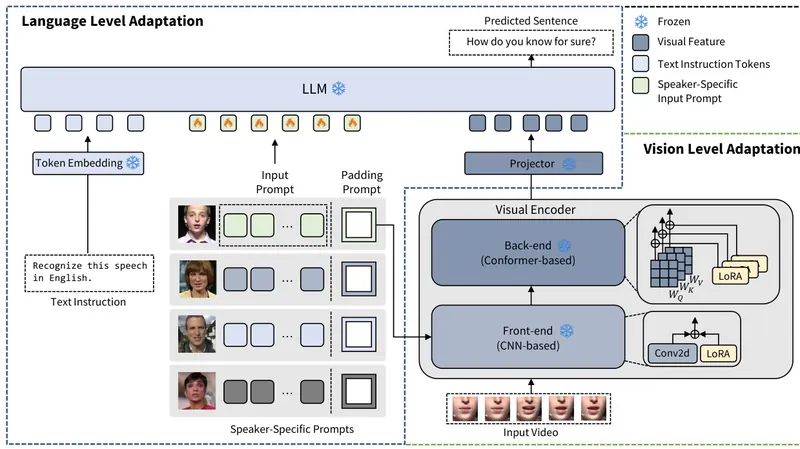 Language Level Adaptation
Predicted Sentence
How do you know for sure?
Frozen
Visual Feature
Text Instruction Tokens
Speaker-Specific
Input Prompt
LLM
Token Embedding
Input
Prompt
Padding
Prompt
Projector
Vision Level Adaptation
Visual Encoder
Back-end
(Conformer-based)
W_Q
W_K
W_V
LoRA
Recognize this speech
in English.
Text Instruction
...
...
...
...
Front-end
(CNN-based)
Conv2d
LoRA
Speaker-Specific Prompts
Input Video